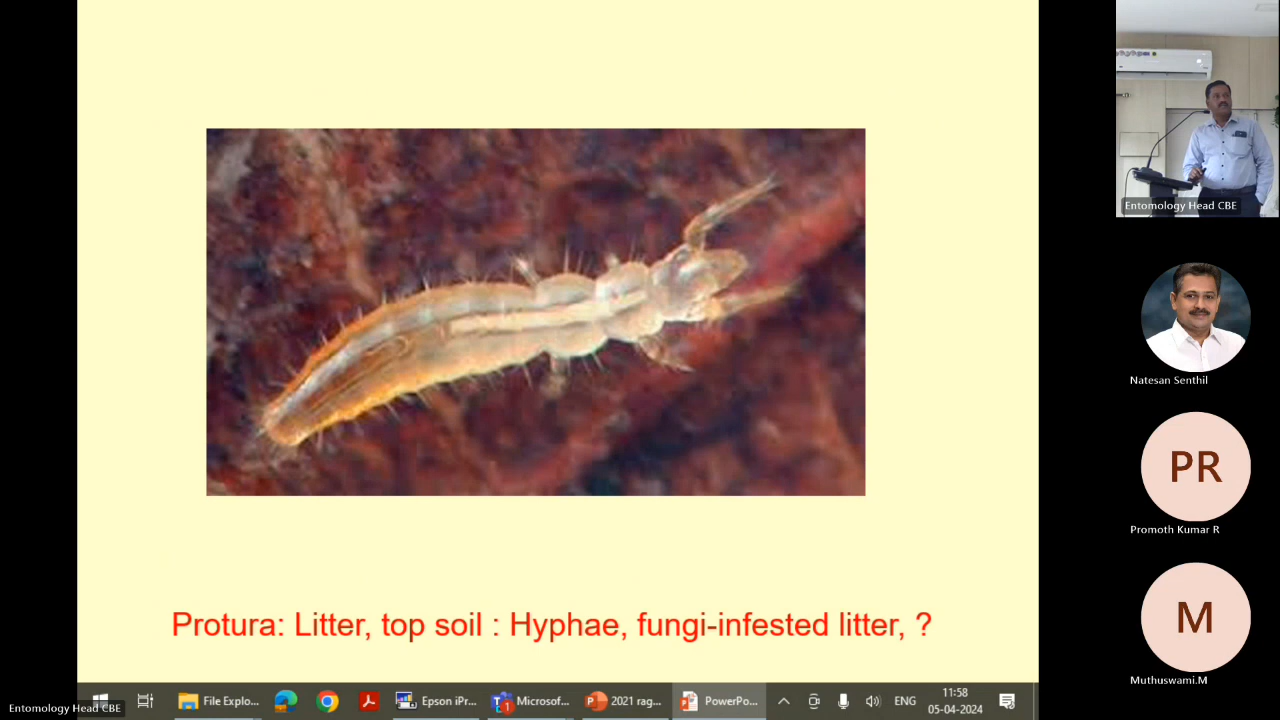 Protura: Litter, top soil : Hyphae, fungi-infested litter, ?
Entomology Head CBE
Natesan Senthil
PR
Promoth Kumar R
M
Muthuswami.M
Entomology Head CBE
File Explo...
Epson iPr...
1
Microsof...
2021 rag...
PowerPo...
ENG
11:58
05-04-2024